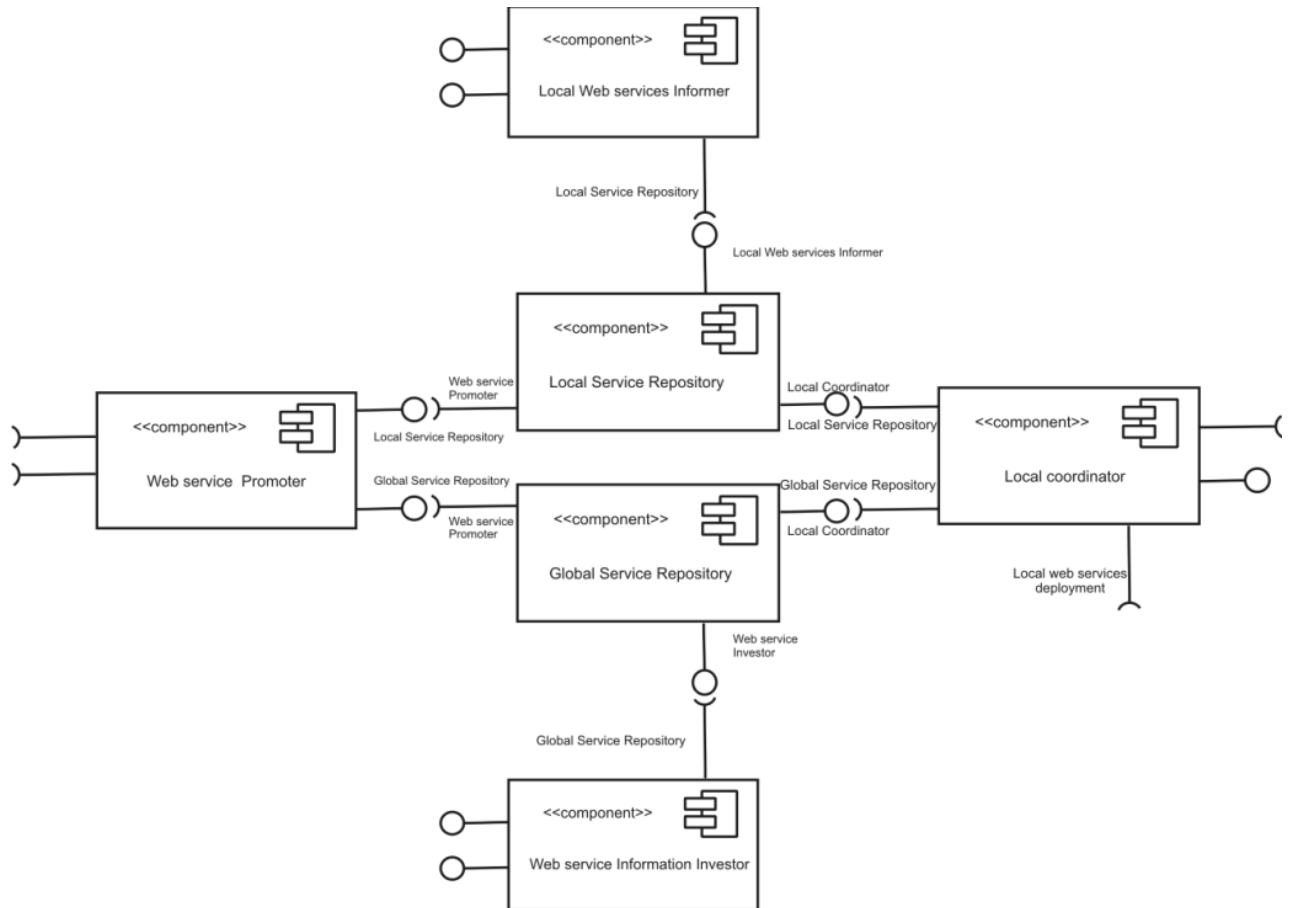 <<component>>
Local Web services Informer
Local Service Repository
Local Web services Informer
<<component>>
Local Service Repository
Web service
Promoter
Local Service Repository
Local Coordinator
Local Service Repository
<<component>>
Web service  Promoter
<<component>>
Local coordinator
Global Service Repository
Web service
Promoter
<<component>>
Global Service Repository
Global Service Repository
Local Coordinator
Local web services
deployment
Web service
Investor
Global Service Repository
<<component>>
Web service Information Investor